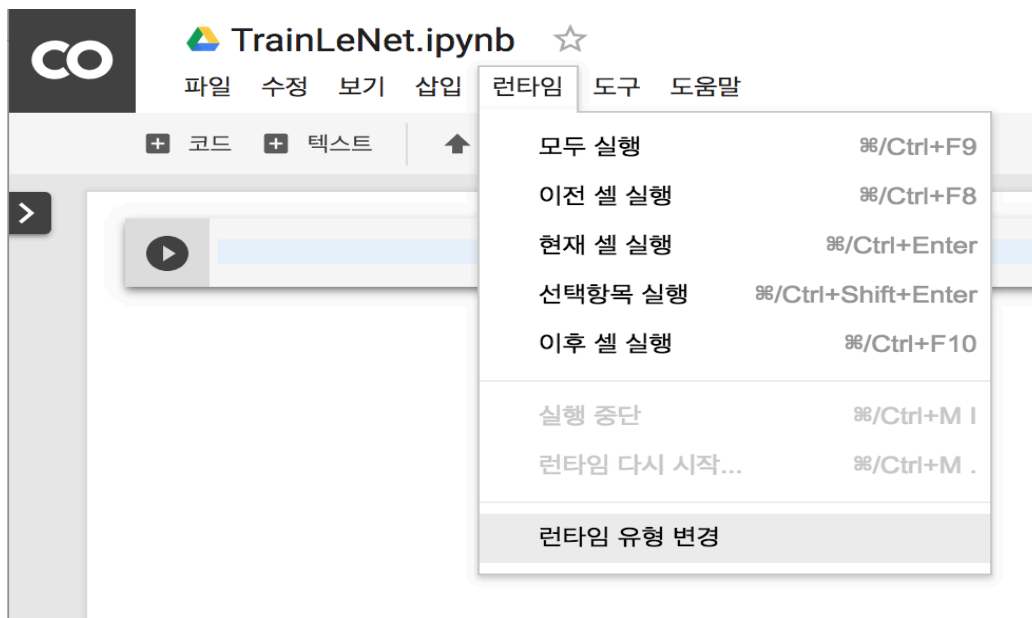 CO
TrainLeNet.ipynb
파일 수정 보기 삽입 런타임 도구 도움말
코드 텍스트
모두 실행 ⌘/Ctrl+F9
이전 셀 실행 ⌘/Ctrl+F8
현재 셀 실행 ⌘/Ctrl+Enter
선택항목 실행 ⌘/Ctrl+Shift+Enter
이후 셀 실행 ⌘/Ctrl+F10
실행 중단 ⌘/Ctrl+M I
런타임 다시 시작... ⌘/Ctrl+M .
런타임 유형 변경